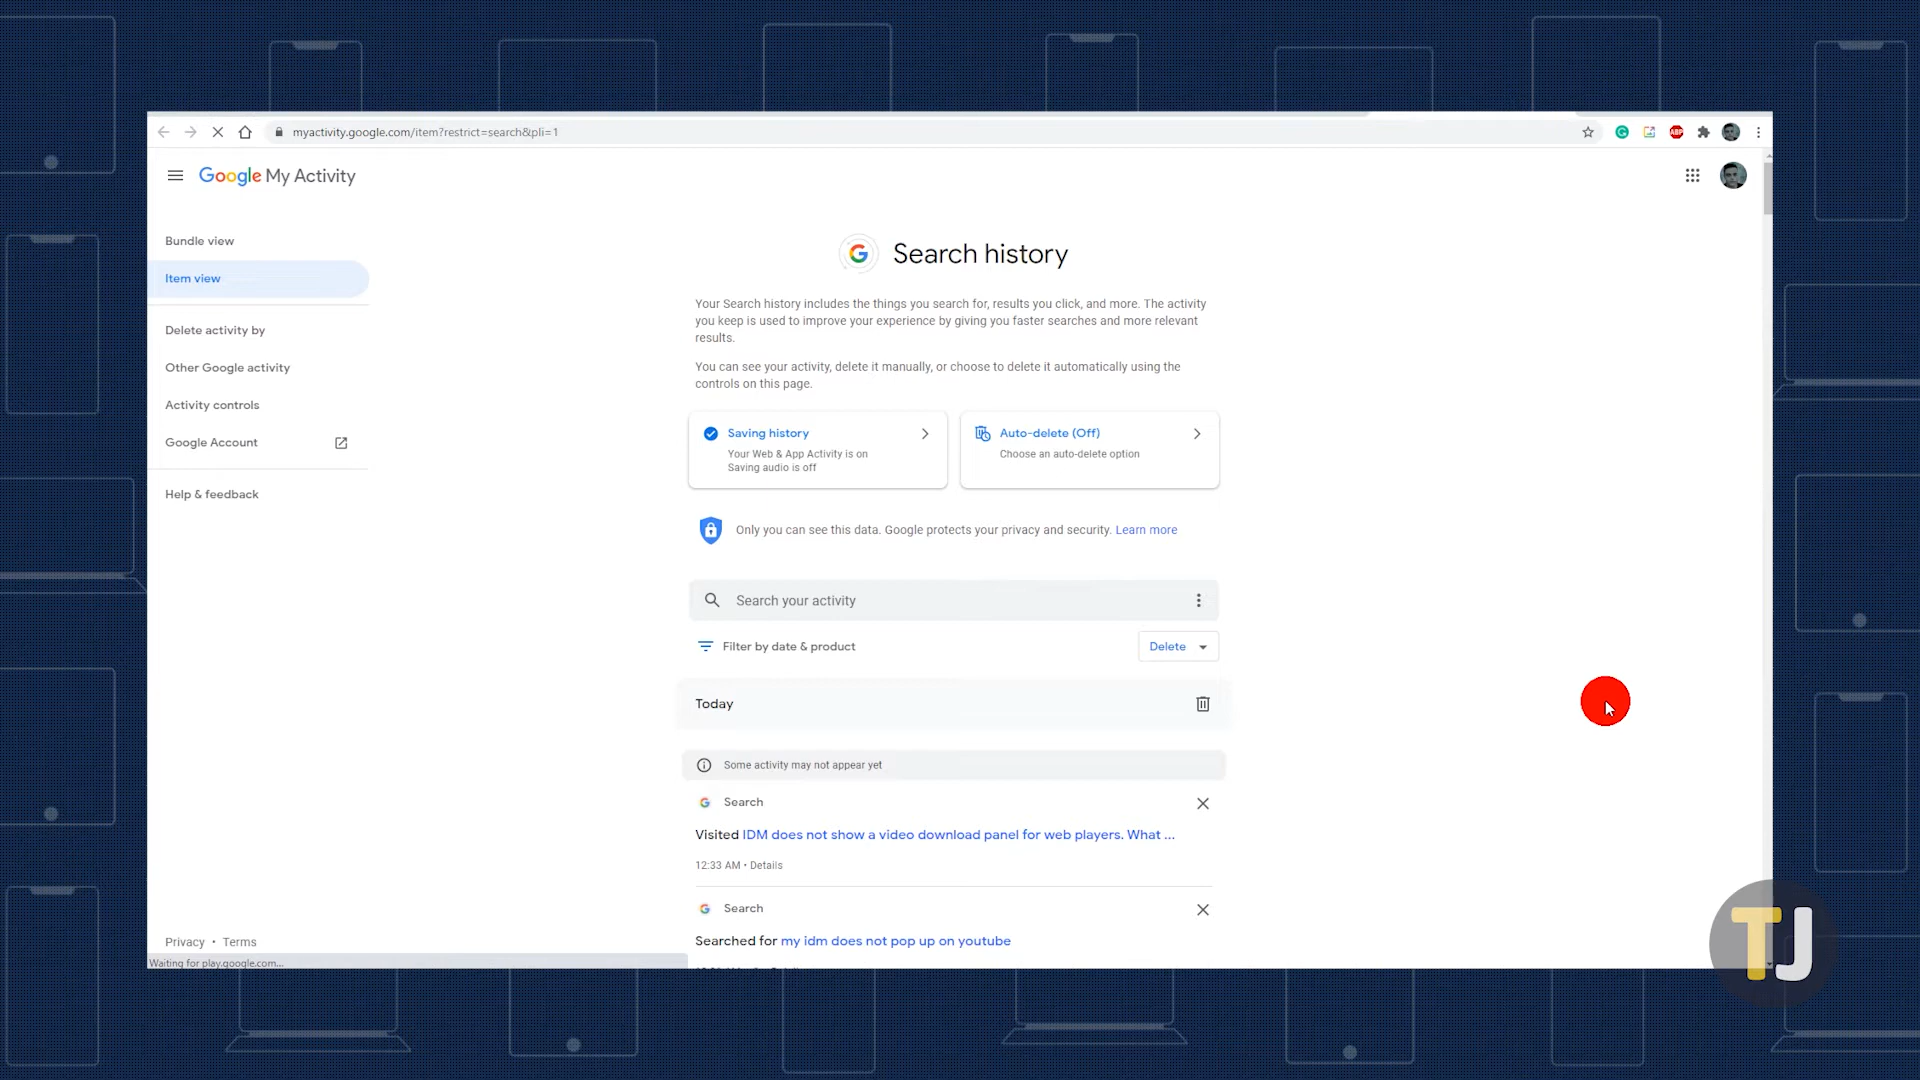 myactivity.google.com/item?restrict=search&pli=1
ABP
Google My Activity
Bundle view
Item view
Delete activity by
Other Google activity
Activity controls
Google Account
Help & feedback
Privacy • Terms
Waiting for play.google.com...
Search history
Your Search history includes the things you search for, results you click, and more. The activity
you keep is used to improve your experience by giving you faster searches and more relevant
results.
You can see your activity, delete it manually, or choose to delete it automatically using the
controls on this page.
Saving history
Your Web & App Activity is on
Saving audio is off
Auto-delete (Off)
Choose an auto-delete option
Only you can see this data. Google protects your privacy and security. Learn more
Search your activity
Filter by date & product
Delete
Today
Some activity may not appear yet
Search
Visited IDM does not show a video download panel for web players. What ...
12:33 AM • Details
Search
Searched for my idm does not pop up on youtube
TJ